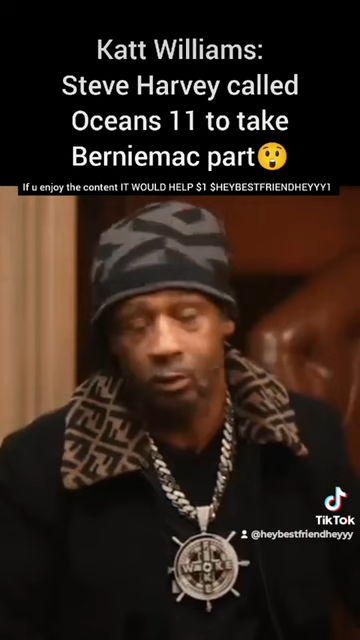 Katt Williams:
Steve Harvey called
Oceans 11 to take
Berniemac part😲
If u enjoy the content IT WOULD HELP $1 $HEYBESTFRIENDHEYYY1
WOKE
TikTok
@heybestfriendheyyy